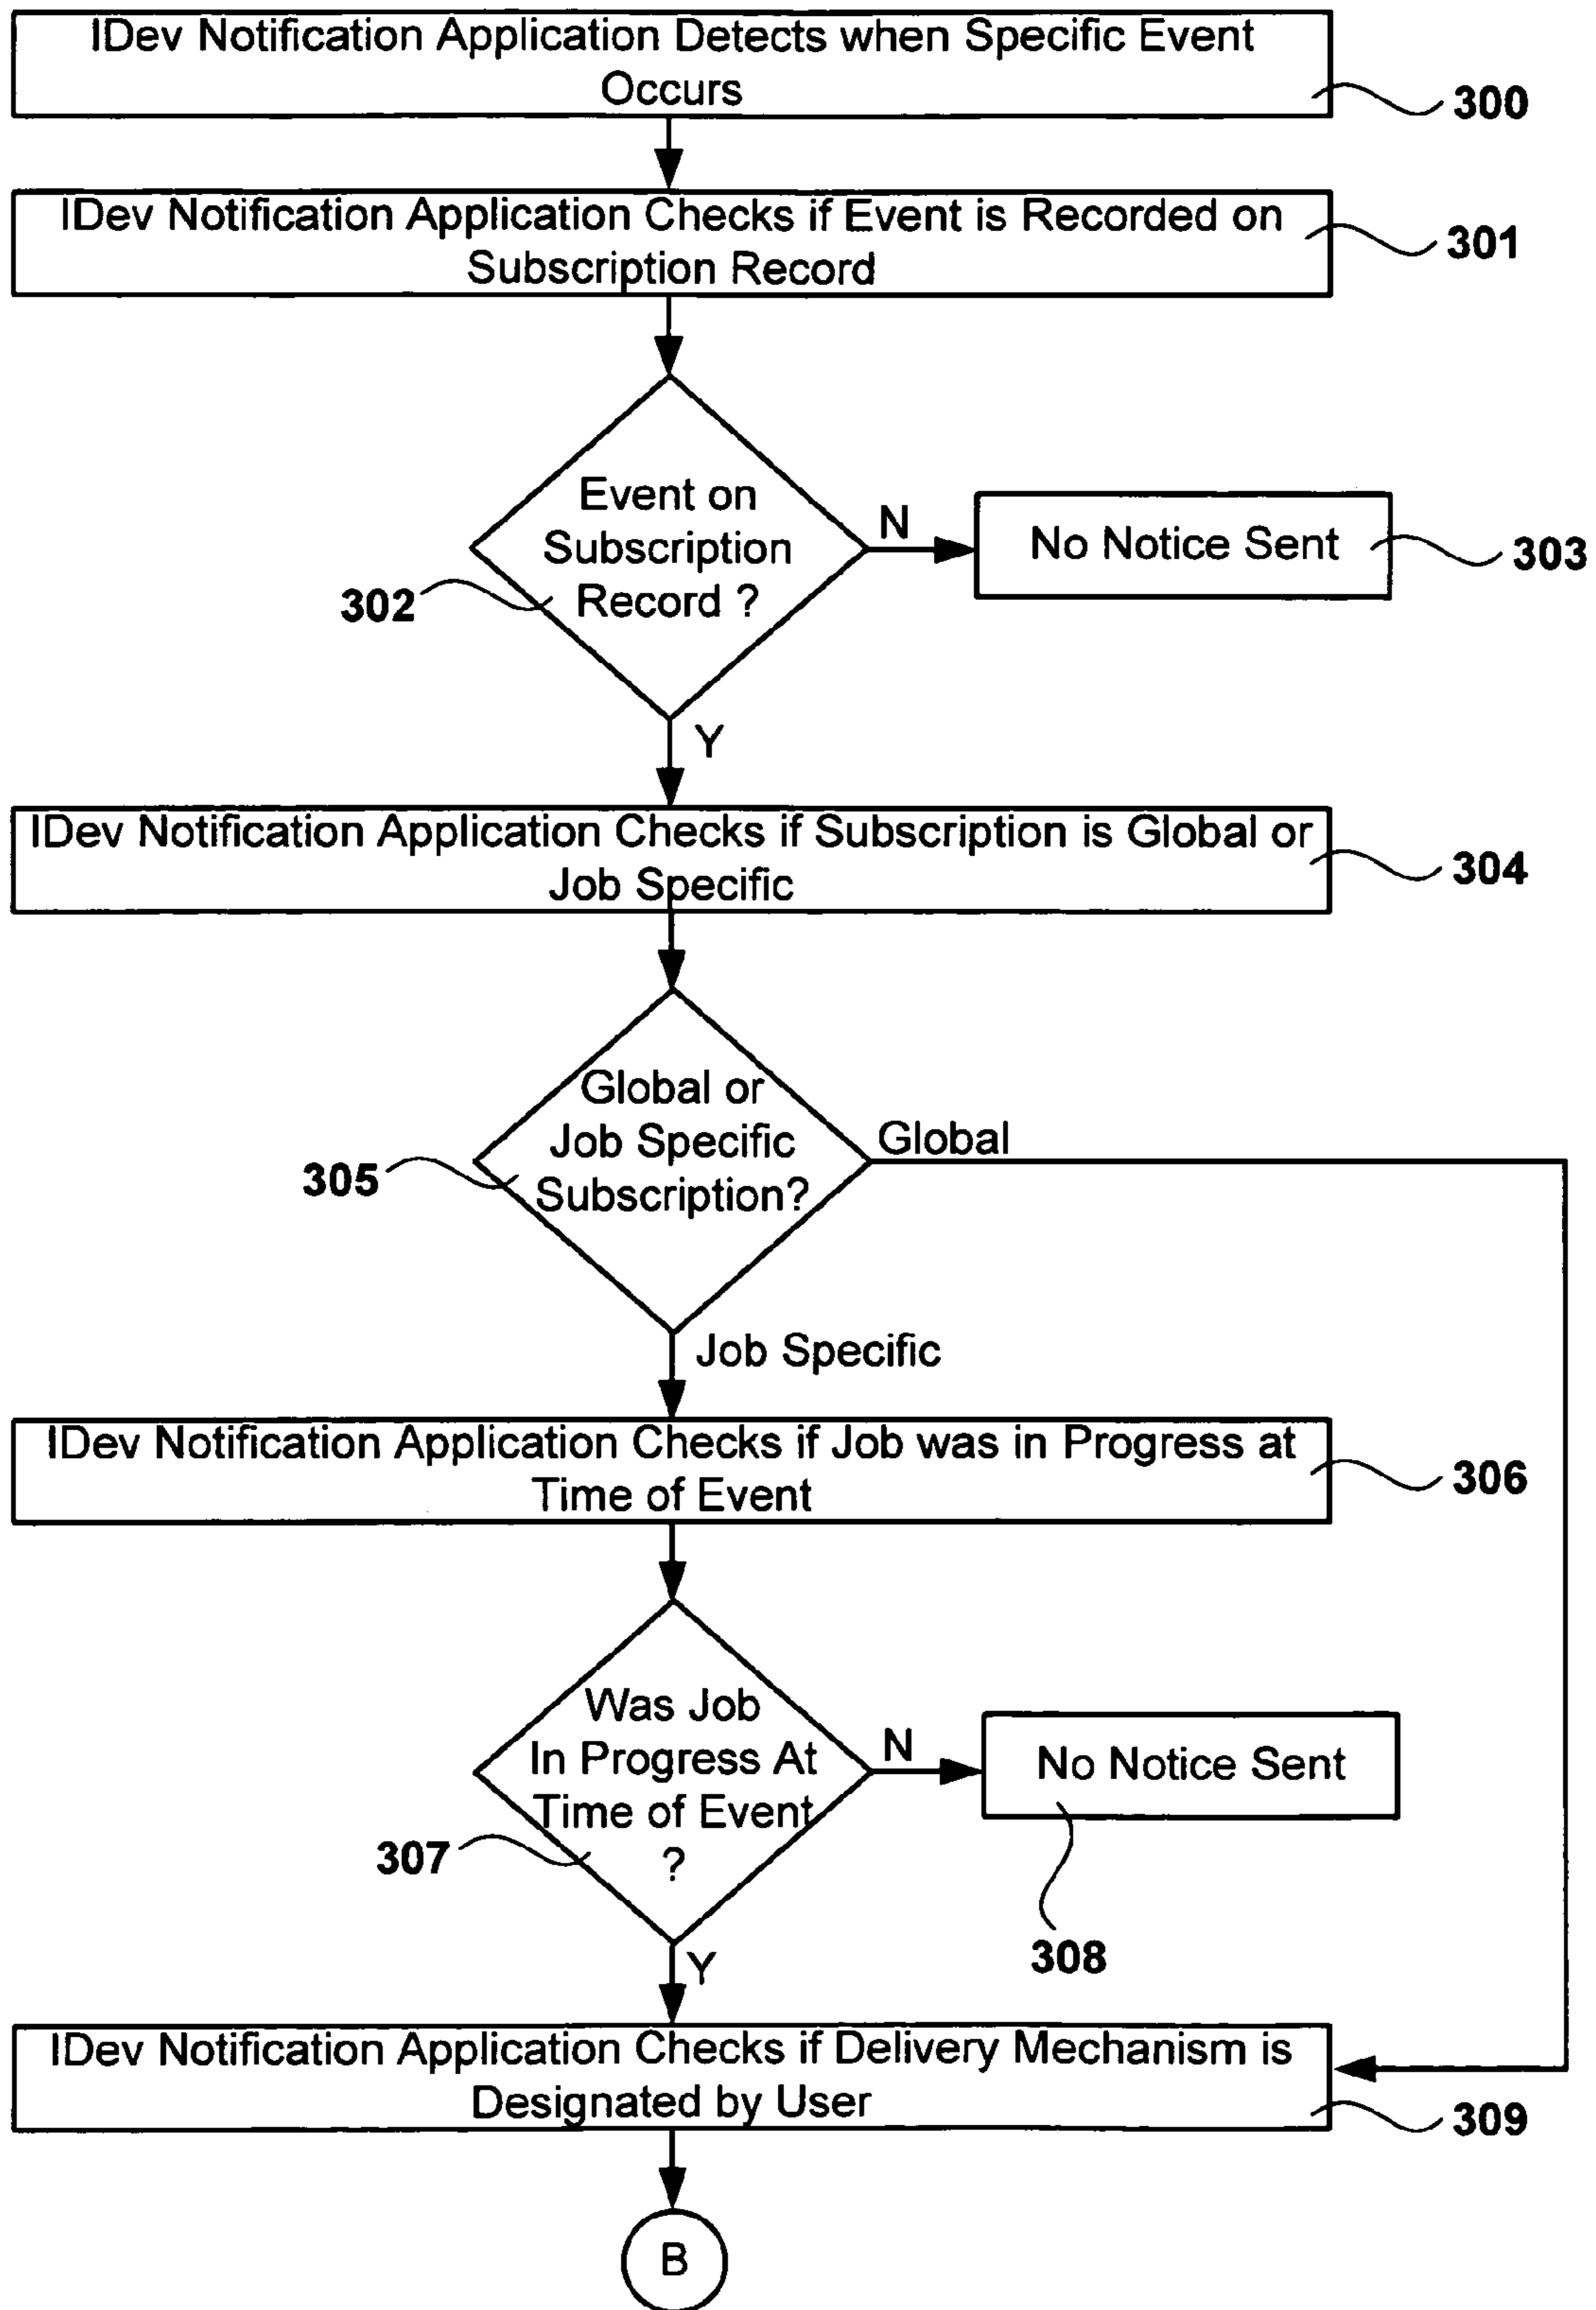 IDev Notification Application Detects when Specific Event
Occurs
300
IDev Notification Application Checks if Event is Recorded on
Subscription Record
301
Event on
Subscription
Record ?
302
N
No Notice Sent
303
Y
IDev Notification Application Checks if Subscription is Global or
Job Specific
304
Global or
Job Specific
Subscription?
305
Global
Job Specific
IDev Notification Application Checks if Job was in Progress at
Time of Event
306
Was Job
In Progress At
Time of Event
?
307
N
No Notice Sent
308
Y
IDev Notification Application Checks if Delivery Mechanism is
Designated by User
309
B